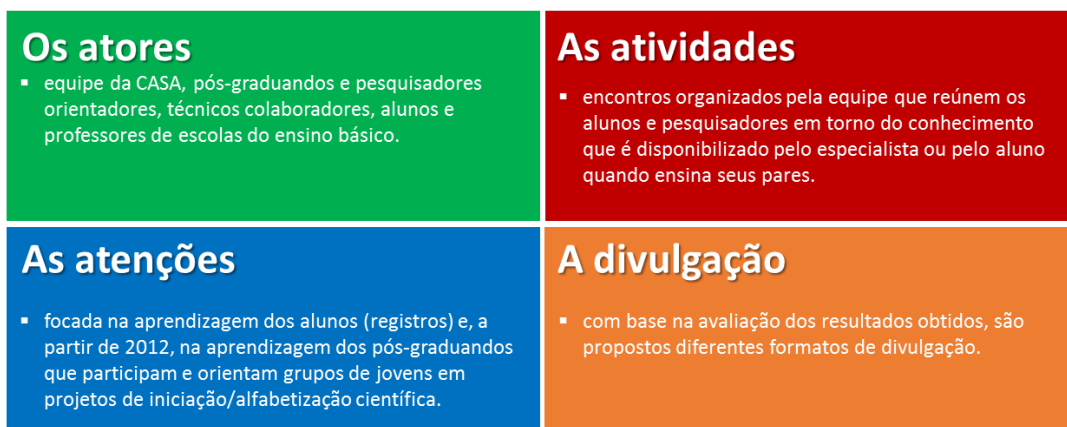 Os atores
▪ equipe da CASA, pós-graduandos e pesquisadores
orientadores, técnicos colaboradores, alunos e
professores de escolas do ensino básico.
As atividades
▪ encontros organizados pela equipe que reúnem os
alunos e pesquisadores em torno do conhecimento
que é disponibilizado pelo especialista ou pelo aluno
quando ensina seus pares.
As atenções
▪ focada na aprendizagem dos alunos (registros) e, a
partir de 2012, na aprendizagem dos pós-graduandos
que participam e orientam grupos de jovens em
projetos de iniciação/alfabetização científica.
A divulgação
▪ com base na avaliação dos resultados obtidos, são
propostos diferentes formatos de divulgação.